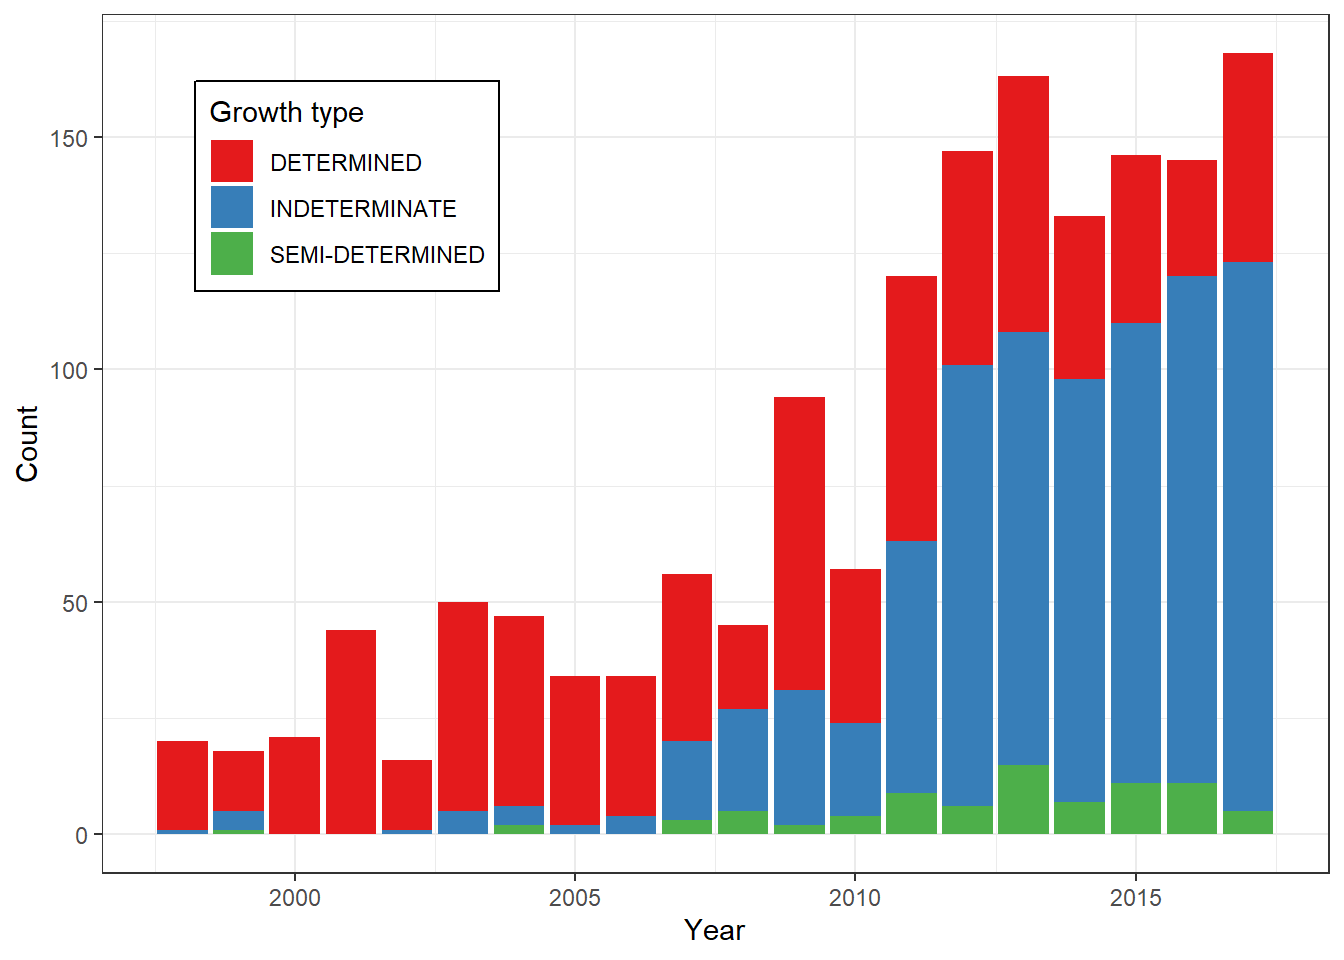 Growth type
DETERMINED
INDETERMINATE
SEMI-DETERMINED
150
100
50
0
Count
2000 2005 2010 2015
Year